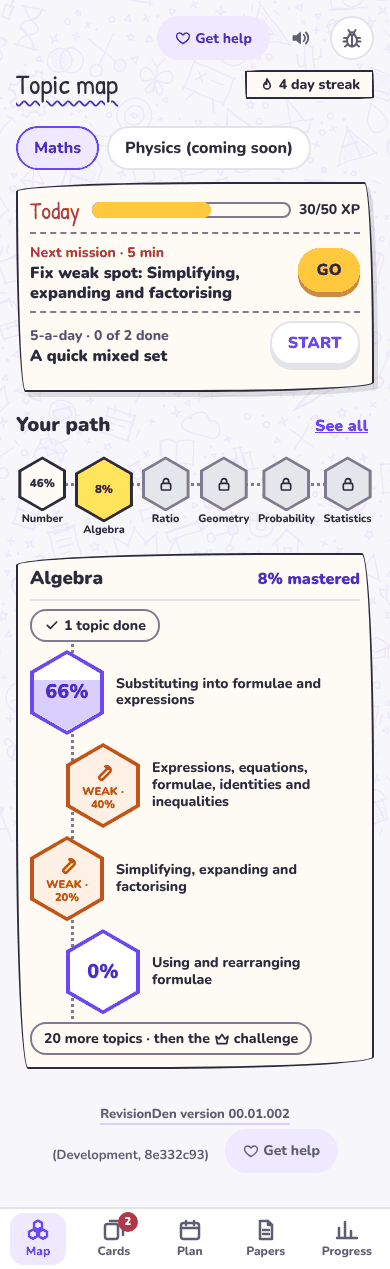 Get help
Topic map
4 day streak
Maths
Physics (coming soon)
Today
30/50 XP
Next mission · 5 min
Fix weak spot: Simplifying,
expanding and factorising
GO
5-a-day · 0 of 2 done
A quick mixed set
START
Your path
See all
46%
8%
Number
Algebra
Ratio
Geometry
Probability
Statistics
Algebra
8% mastered
1 topic done
66%
Substituting into formulae and
expressions
WEAK ·
40%
Expressions, equations,
formulae, identities and
inequalities
WEAK ·
20%
Simplifying, expanding and
factorising
0%
Using and rearranging
formulae
20 more topics · then the challenge
RevisionDen version 00.01.002
(Development, 8e332c93)
Get help
2
Map
Cards
Plan
Papers
Progress